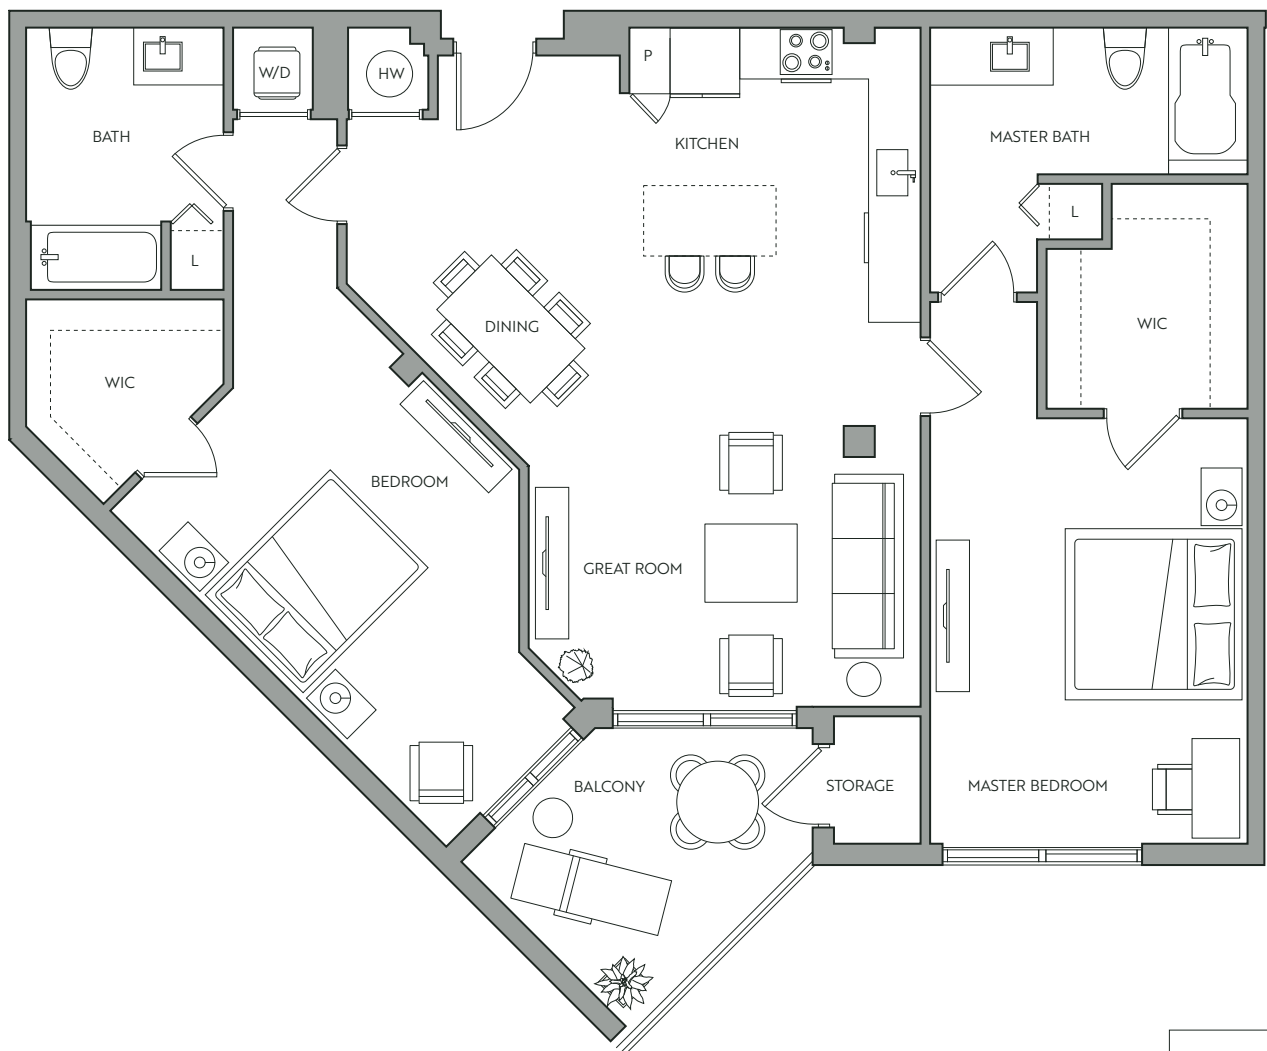 W/D
HW
P
BATH
KITCHEN
MASTER BATH
L
L
DINING
WIC
WIC
BEDROOM
GREAT ROOM
BALCONY
STORAGE
MASTER BEDROOM